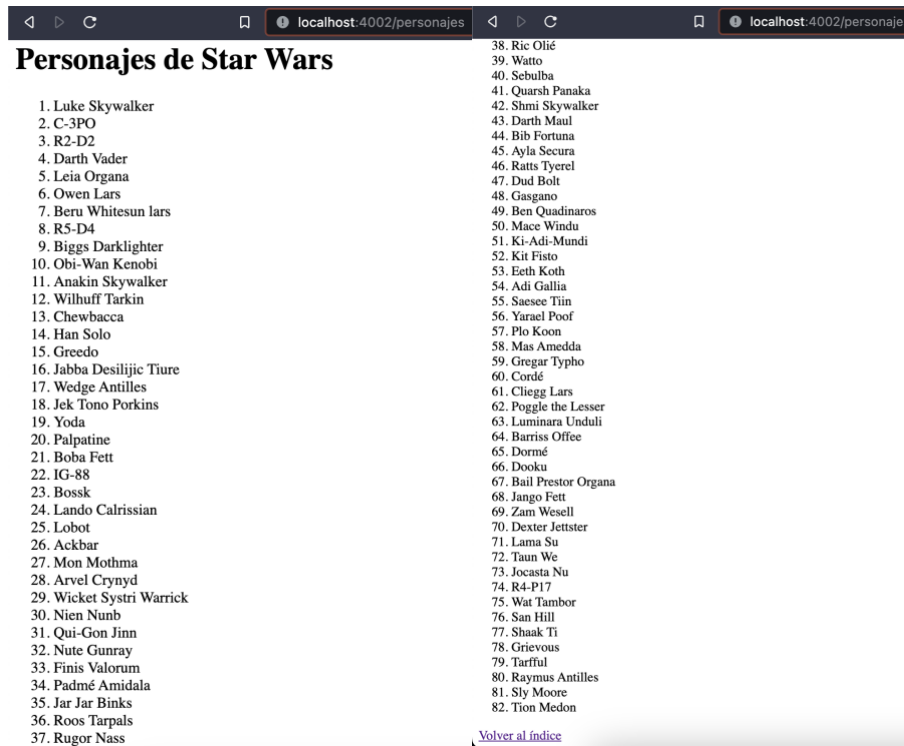 localhost:4002/personajes
Personajes de Star Wars
1. Luke Skywalker
2. C-3PO
3. R2-D2
4. Darth Vader
5. Leia Organa
6. Owen Lars
7. Beru Whitesun lars
8. R5-D4
9. Biggs Darklighter
10. Obi-Wan Kenobi
11. Anakin Skywalker
12. Wilhuff Tarkin
13. Chewbacca
14. Han Solo
15. Greedo
16. Jabba Desilijic Tiure
17. Wedge Antilles
18. Jek Tono Porkins
19. Yoda
20. Palpatine
21. Boba Fett
22. IG-88
23. Bossk
24. Lando Calrissian
25. Lobot
26. Ackbar
27. Mon Mothma
28. Arvel Crynyd
29. Wicket Systri Warrick
30. Nien Nunb
31. Qui-Gon Jinn
32. Nute Gunray
33. Finis Valorum
34. Padmé Amidala
35. Jar Jar Binks
36. Roos Tarpals
37. Rugor Nass
localhost:4002/personaje
38. Ric Olié
39. Watto
40. Sebulba
41. Quarsh Panaka
42. Shmi Skywalker
43. Darth Maul
44. Bib Fortuna
45. Ayla Secura
46. Ratts Tyerel
47. Dud Bolt
48. Gasgano
49. Ben Quadinaros
50. Mace Windu
51. Ki-Adi-Mundi
52. Kit Fisto
53. Eeth Koth
54. Adi Gallia
55. Saesee Tiin
56. Yarael Poof
57. Plo Koon
58. Mas Amedda
59. Gregar Typho
60. Cordé
61. Cliegg Lars
62. Poggle the Lesser
63. Luminara Unduli
64. Barriss Offee
65. Dormé
66. Dooku
67. Bail Prestor Organa
68. Jango Fett
69. Zam Wesell
70. Dexter Jettster
71. Lama Su
72. Taun We
73. Jocasta Nu
74. R4-P17
75. Wat Tambor
76. San Hill
77. Shaak Ti
78. Grievous
79. Tarfful
80. Raymus Antilles
81. Sly Moore
82. Tion Medon
Volver al índice